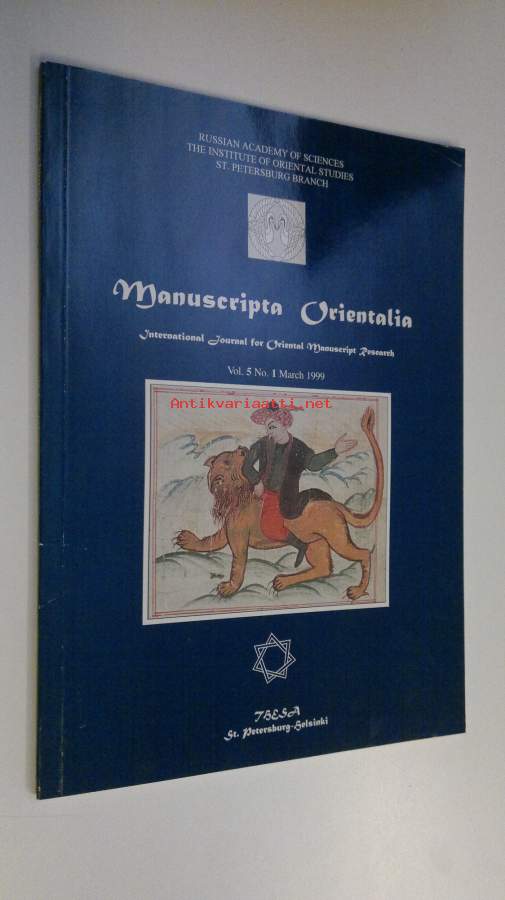 RUSSIAN ACADEMY OF SCIENCES
THE INSTITUTE OF ORIENTAL STUDIES
ST. PETERSBURG BRANCH
Manuscripta Orientalia
International Journal for Oriental Manuscript Research
Vol. 5 No. 1 March 1999
Antikvariaatti.net
THESA
St. Petersburg-Helsinki